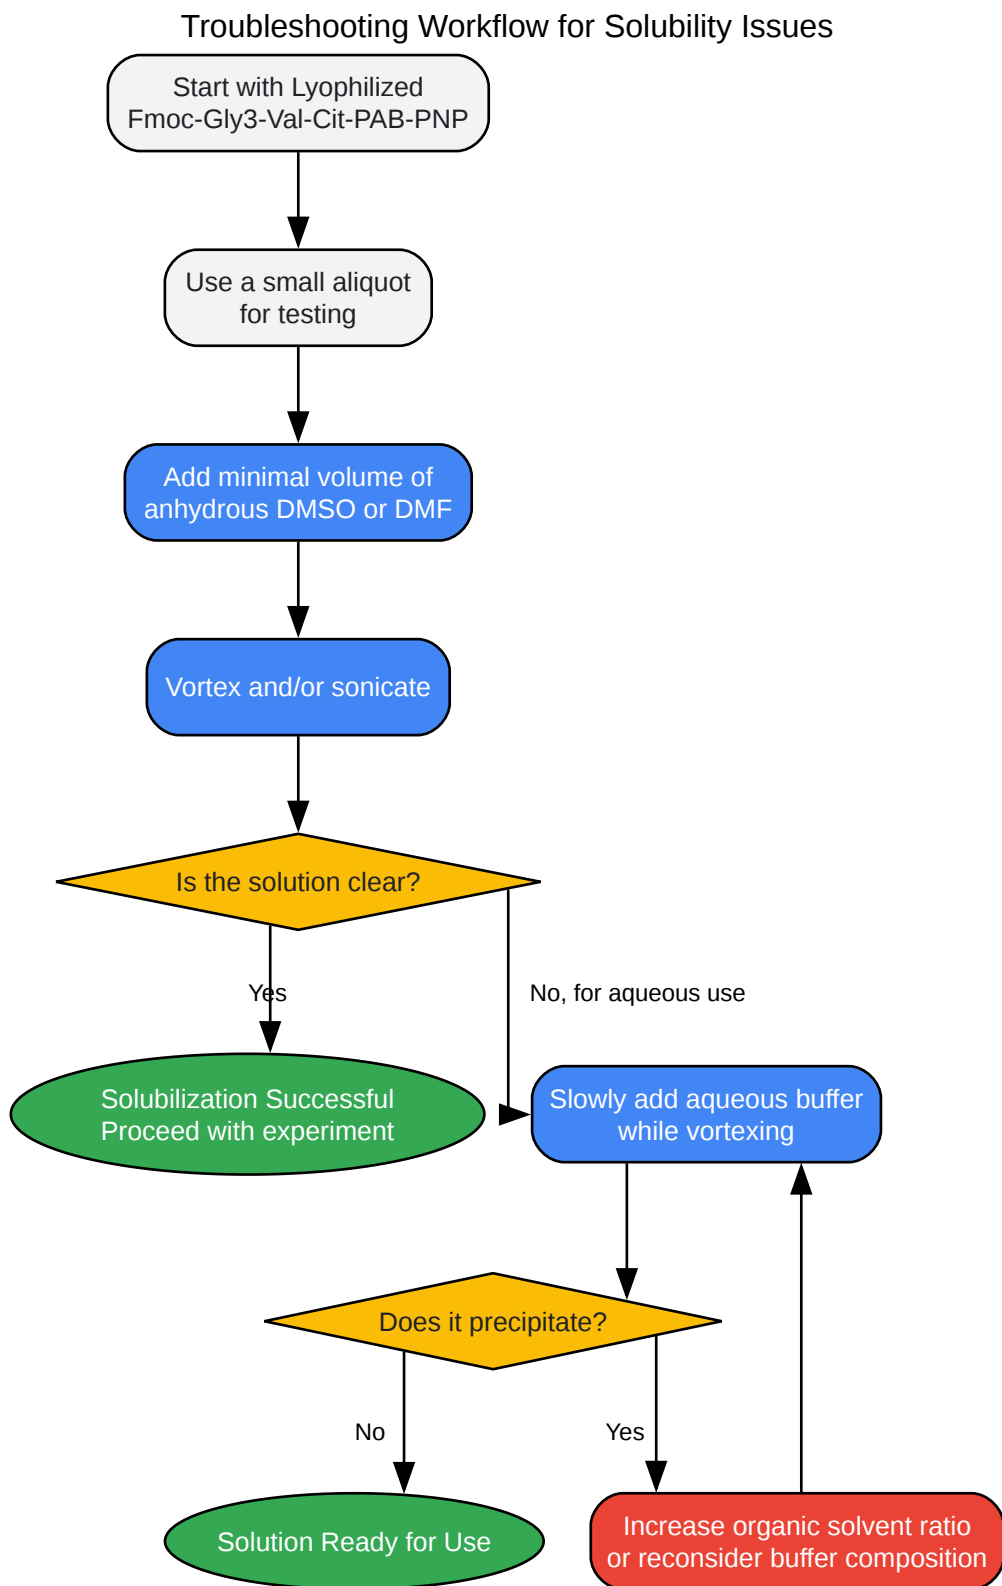 Troubleshooting Workflow for Solubility Issues
Start with Lyophilized
Fmoc-Gly3-Val-Cit-PAB-PNP
Use a small aliquot
for testing
Add minimal volume of
anhydrous DMSO or DMF
Vortex and/or sonicate
Is the solution clear?
Yes
No, for aqueous use
Solubilization Successful
Proceed with experiment
Slowly add aqueous buffer
while vortexing
Does it precipitate?
No
Yes
Solution Ready for Use
Increase organic solvent ratio
or reconsider buffer composition